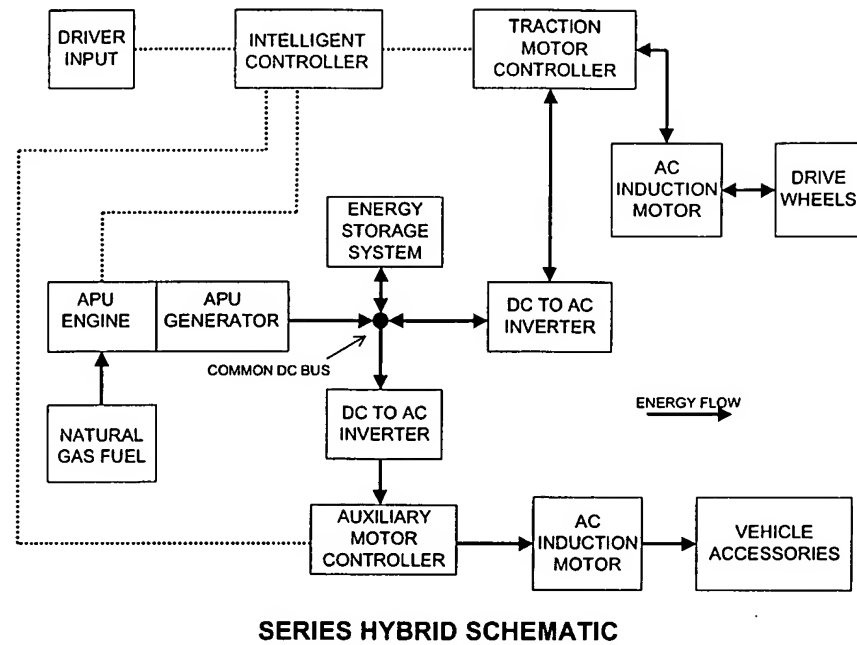 DRIVER
INPUT
INTELLIGENT
CONTROLLER
TRACTION
MOTOR
CONTROLLER
AC
INDUCTION
MOTOR
DRIVE
WHEELS
ENERGY
STORAGE
SYSTEM
APU
ENGINE
APU
GENERATOR
DC TO AC
INVERTER
COMMON DC BUS
NATURAL
GAS FUEL
DC TO AC
INVERTER
ENERGY FLOW
AUXILIARY
MOTOR
CONTROLLER
AC
INDUCTION
MOTOR
VEHICLE
ACCESSORIES
SERIES HYBRID SCHEMATIC